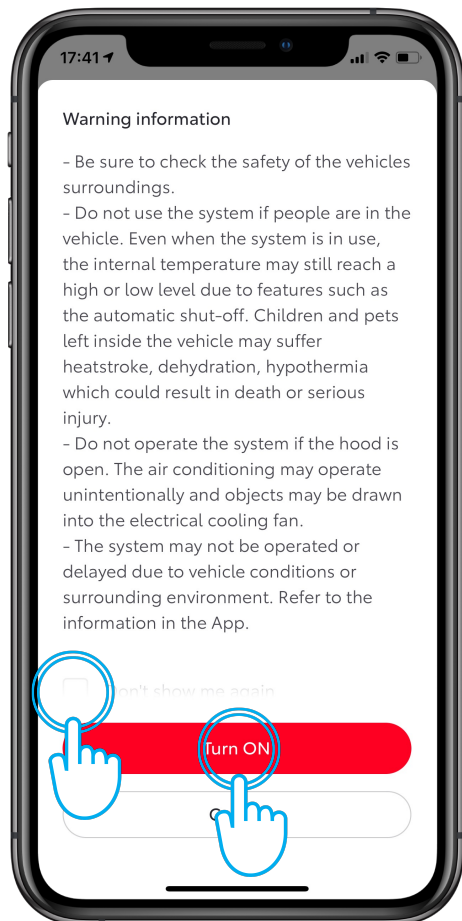 17:41
Warning information
- Be sure to check the safety of the vehicles
surroundings.
- Do not use the system if people are in the
vehicle. Even when the system is in use,
the internal temperature may still reach a
high or low level due to features such as
the automatic shut-off. Children and pets
left inside the vehicle may suffer
heatstroke, dehydration, hypothermia
which could result in death or serious
injury.
- Do not operate the system if the hood is
open. The air conditioning may operate
unintentionally and objects may be drawn
into the electrical cooling fan.
- The system may not be operated or
delayed due to vehicle conditions or
surrounding environment. Refer to the
information in the App.
Don't show me again
Turn ON